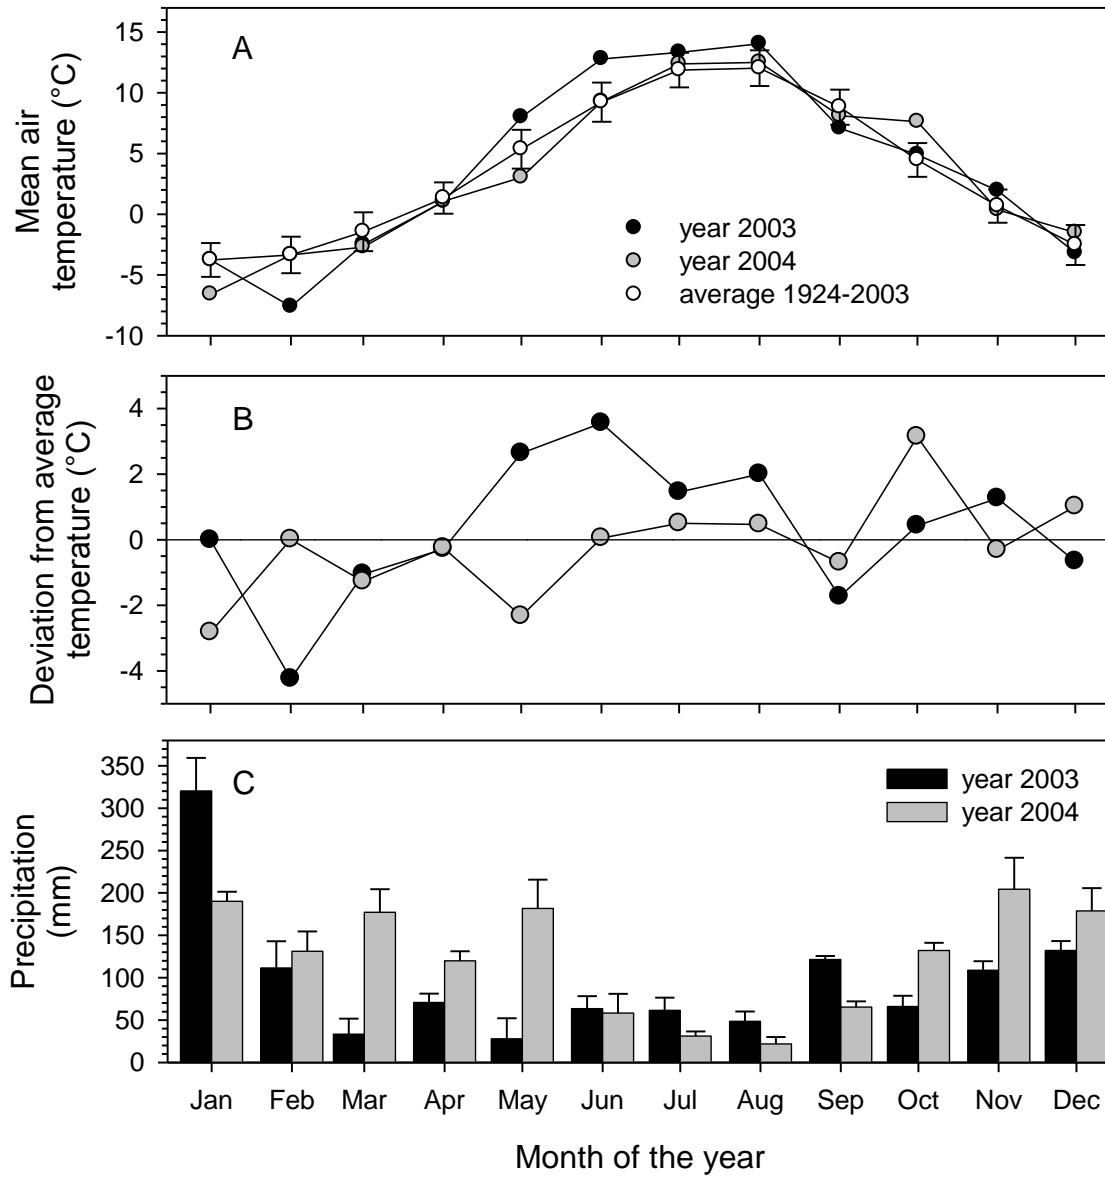 A
Mean air
temperature (°C)
15
10
5
0
-5
-10
year 2003
year 2004
average 1924-2003
B
Deviation from average
temperature (°C)
4
2
0
-2
-4
C
Precipitation
(mm)
350
300
250
200
150
100
50
0
year 2003
year 2004
Jan Feb Mar Apr May Jun Jul Aug Sep Oct Nov Dec
Month of the year